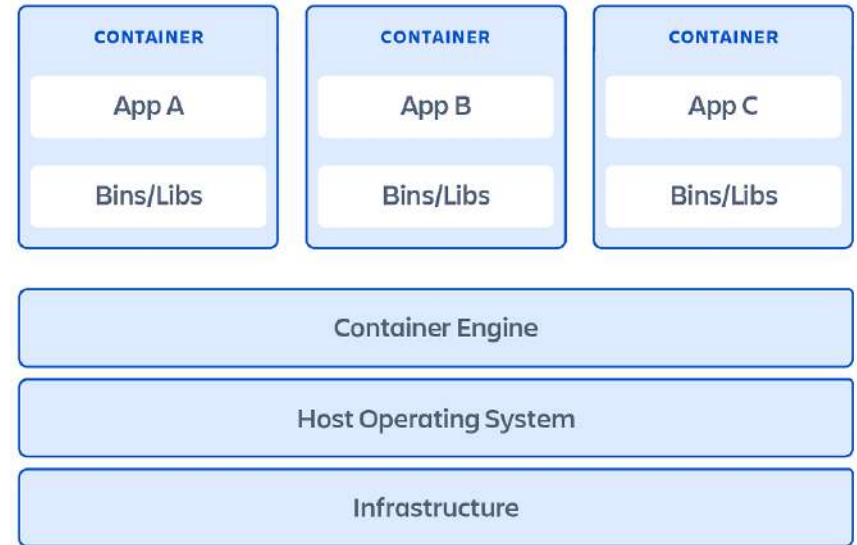 CONTAINER
App A
Bins/Libs
CONTAINER
App B
Bins/Libs
CONTAINER
App C
Bins/Libs
Container Engine
Host Operating System
Infrastructure